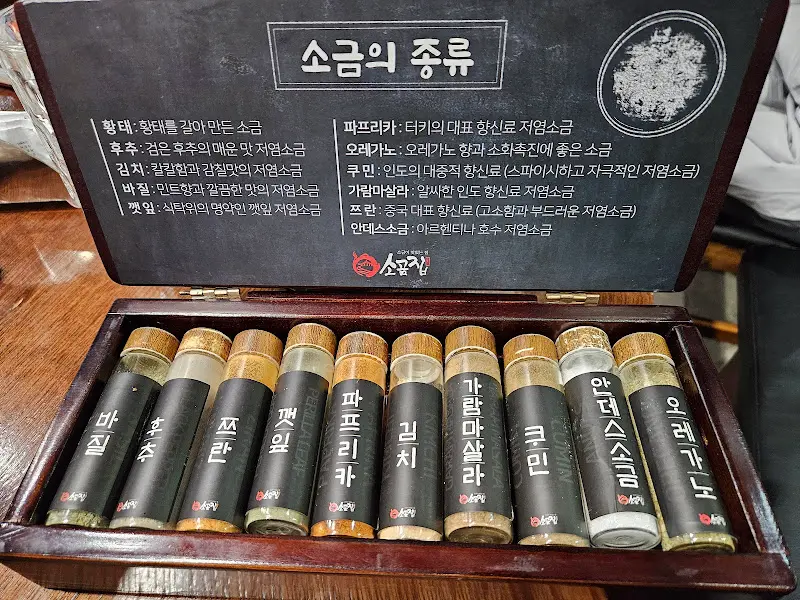 소금의 종류
황태 : 황태를 갈아 만든 소금
후추 : 검은 후추의 매운 맛 저염소금
김치 : 칼칼함과 감칠맛의 저염소금
바질 : 민트향과 깔끔한 맛의 저염소금
깻잎 : 식탁위의 명약인 깻잎 저염소금
파프리카 : 터키의 대표 향신료 저염소금
오레가노 : 오레가노 향과 소화촉진에 좋은 소금
쿠민 : 인도의 대중적 향신료 (스파이시하고 자극적인 저염소금)
가람마살라 : 알싸한 인도 향신료 저염소금
쯔란 : 중국 대표 향신료 (고소함과 부드러운 저염소금)
안데스소금 : 아르헨티나 호수 저염소금
바질
후추
쯔란
깻잎
파프리카
김치
가람마살라
쿠민
안데스소금
오레가노